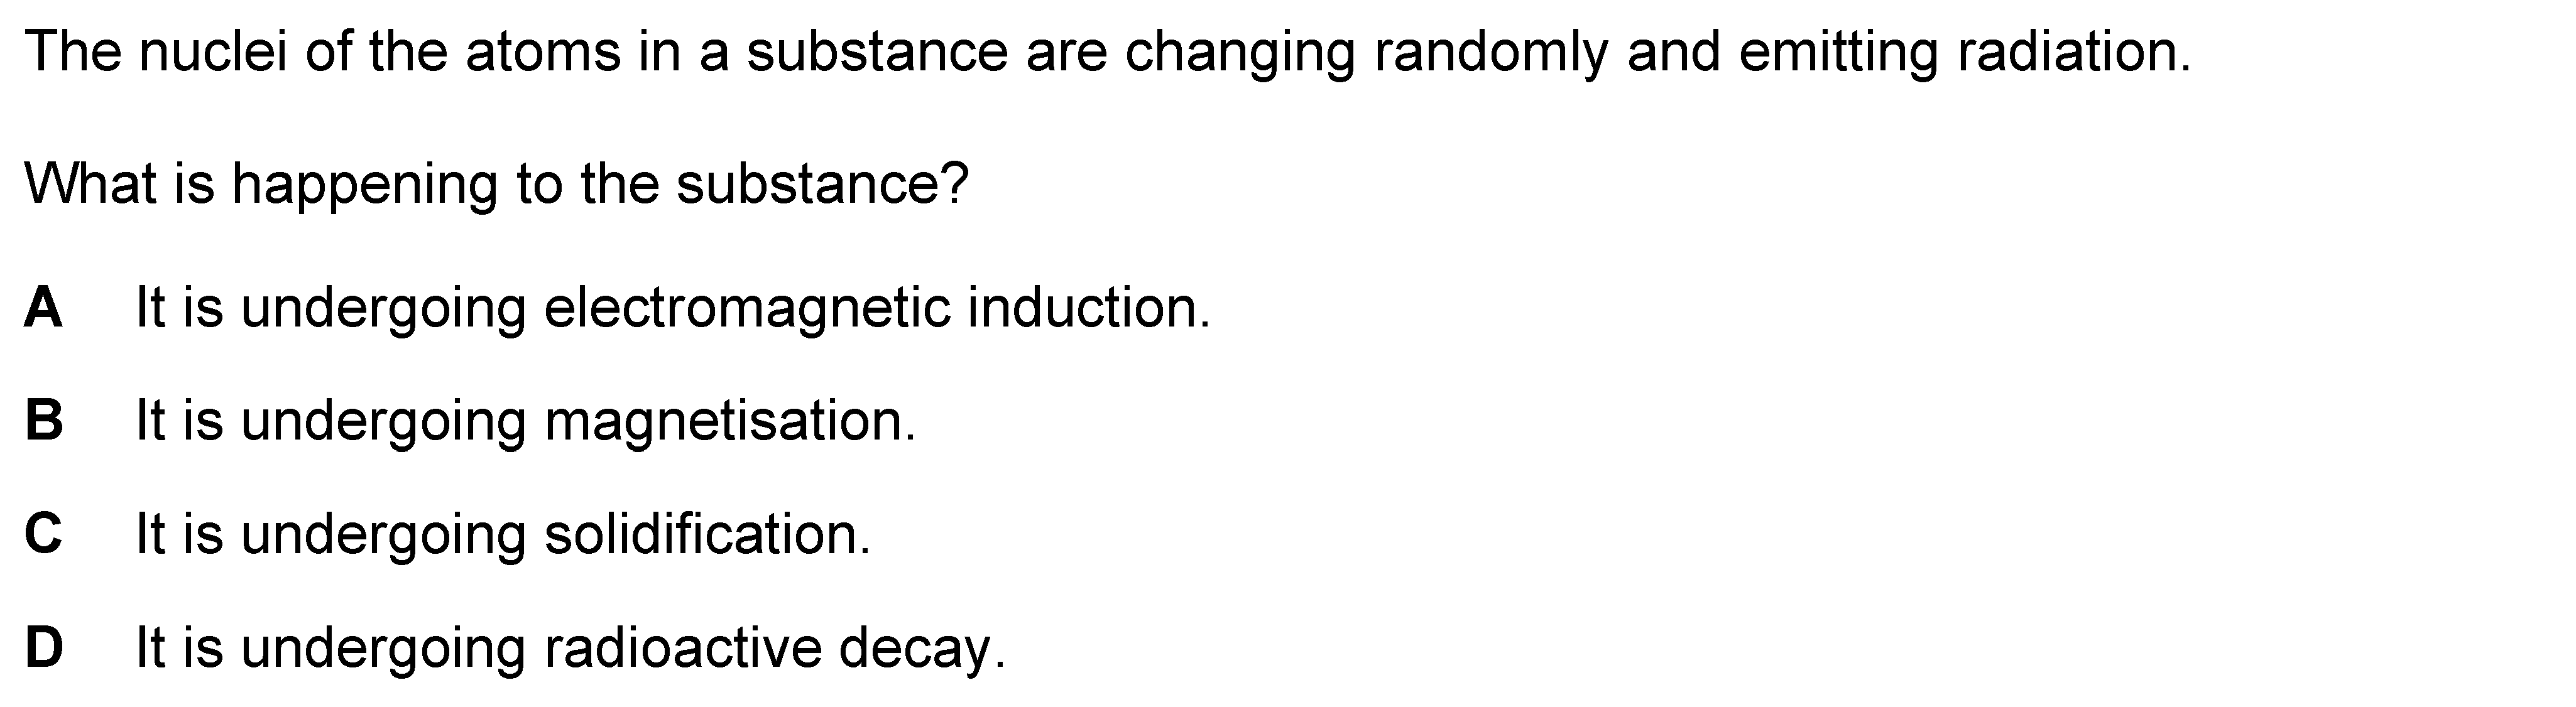 The nuclei of the atoms in a substance are changing randomly and emitting radiation.
What is happening to the substance?
A It is undergoing electromagnetic induction.
B It is undergoing magnetisation.
C It is undergoing solidification.
D It is undergoing radioactive decay.